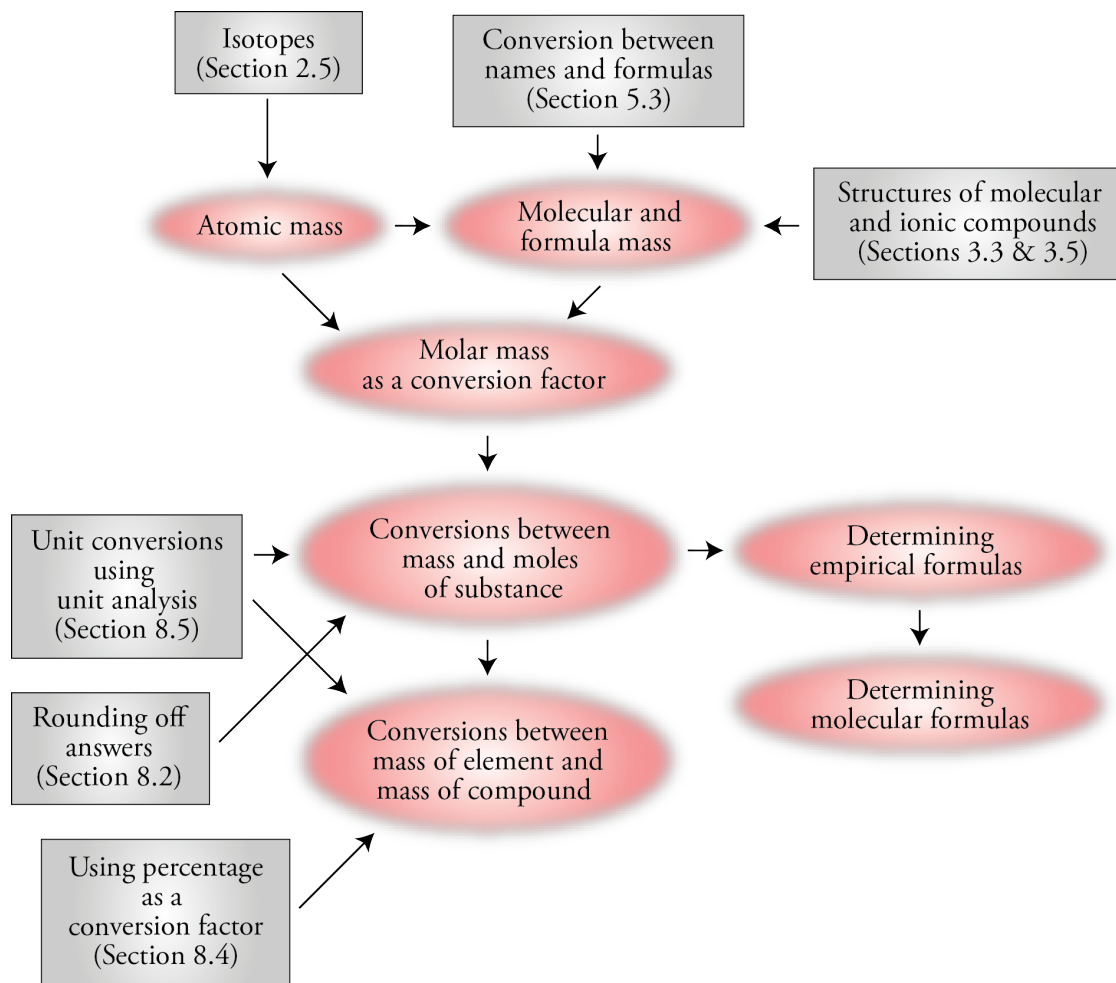 Isotopes
(Section 2.5)
Conversion between
names and formulas
(Section 5.3)
Atomic mass
Molecular and
formula mass
Structures of molecular
and ionic compounds
(Sections 3.3 & 3.5)
Molar mass
as a conversion factor
Unit conversions
using
unit analysis
(Section 8.5)
Conversions between
mass and moles
of substance
Determining
empirical formulas
Rounding off
answers
(Section 8.2)
Conversions between
mass of element and
mass of compound
Determining
molecular formulas
Using percentage
as a
conversion factor
(Section 8.4)